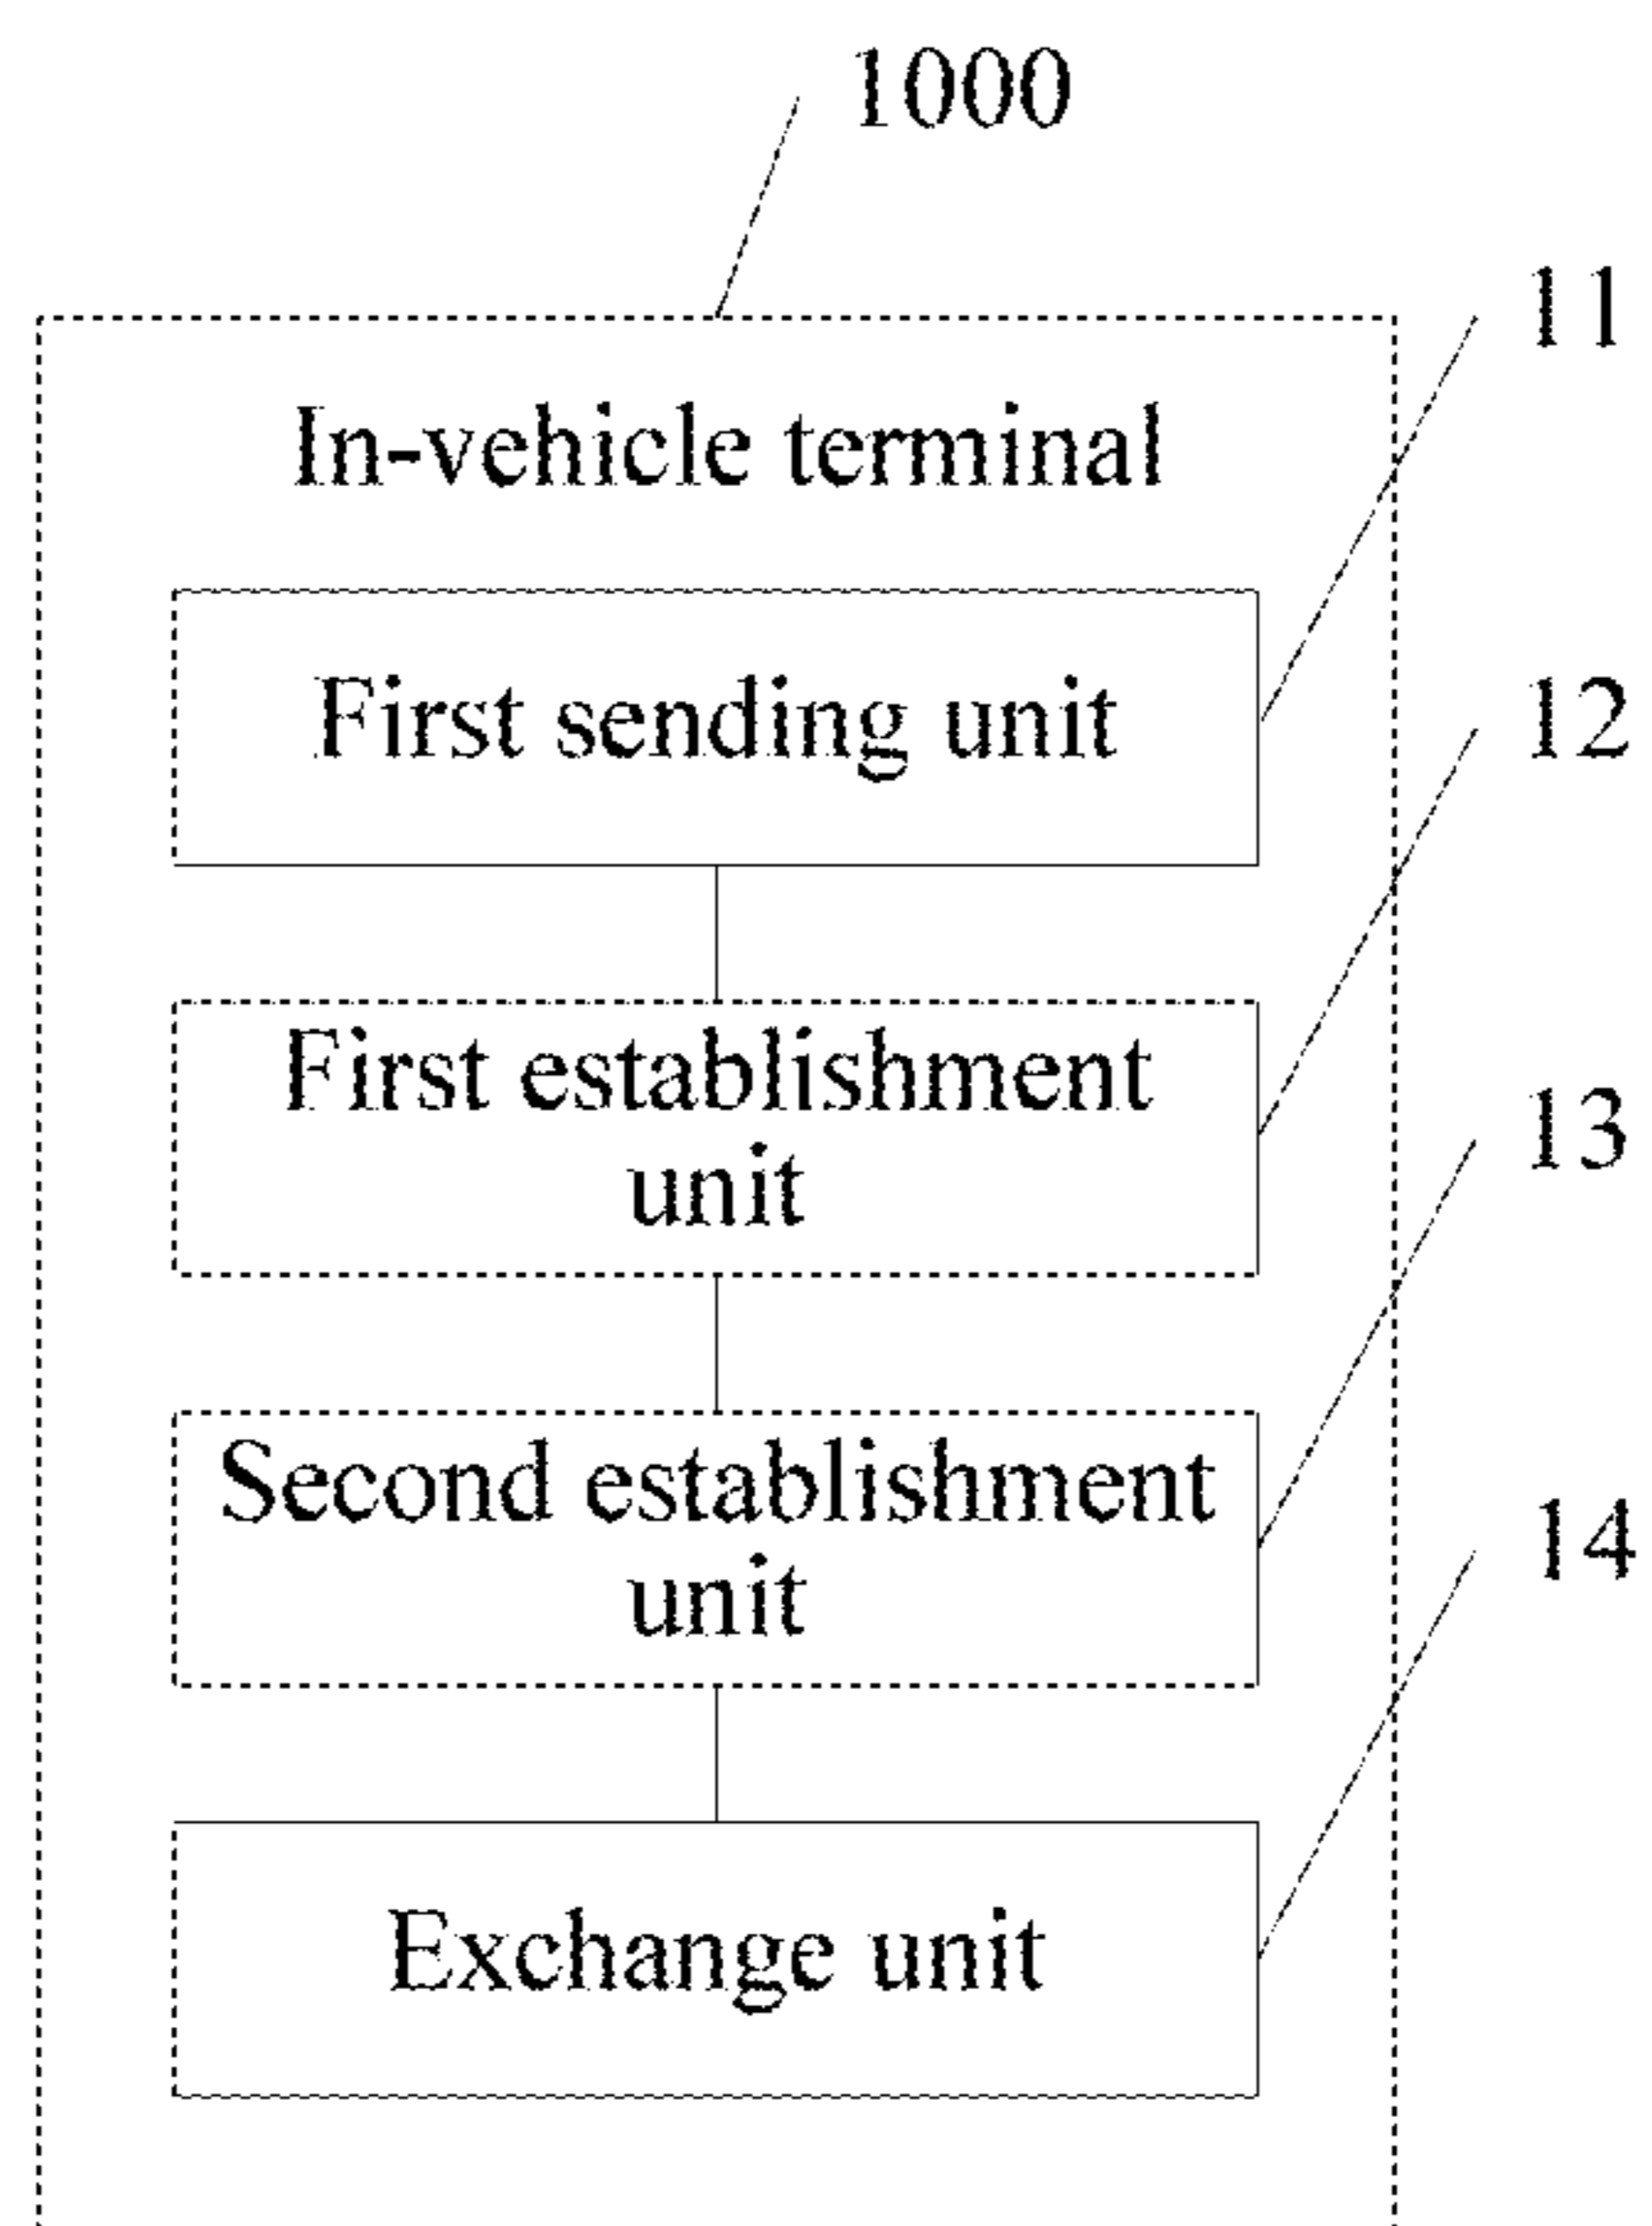 1000
11
In-vehicle terminal
First sending unit
12
First establishment
unit
13
Second establishment
unit
14
Exchange unit